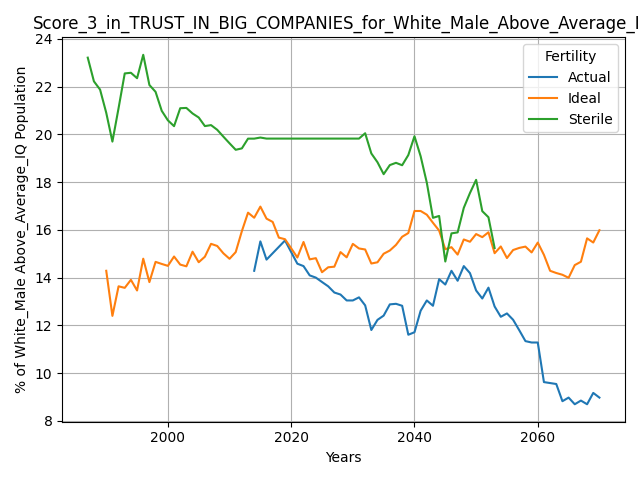 Score_3_in_TRUST_IN_BIG_COMPANIES_for_White_Male_Above_Average_I
24
22
20
18
16
14
12
10
8
% of White_Male Above_Average_IQ Population
2000
2020
2040
2060
Years
Fertility
Actual
Ideal
Sterile